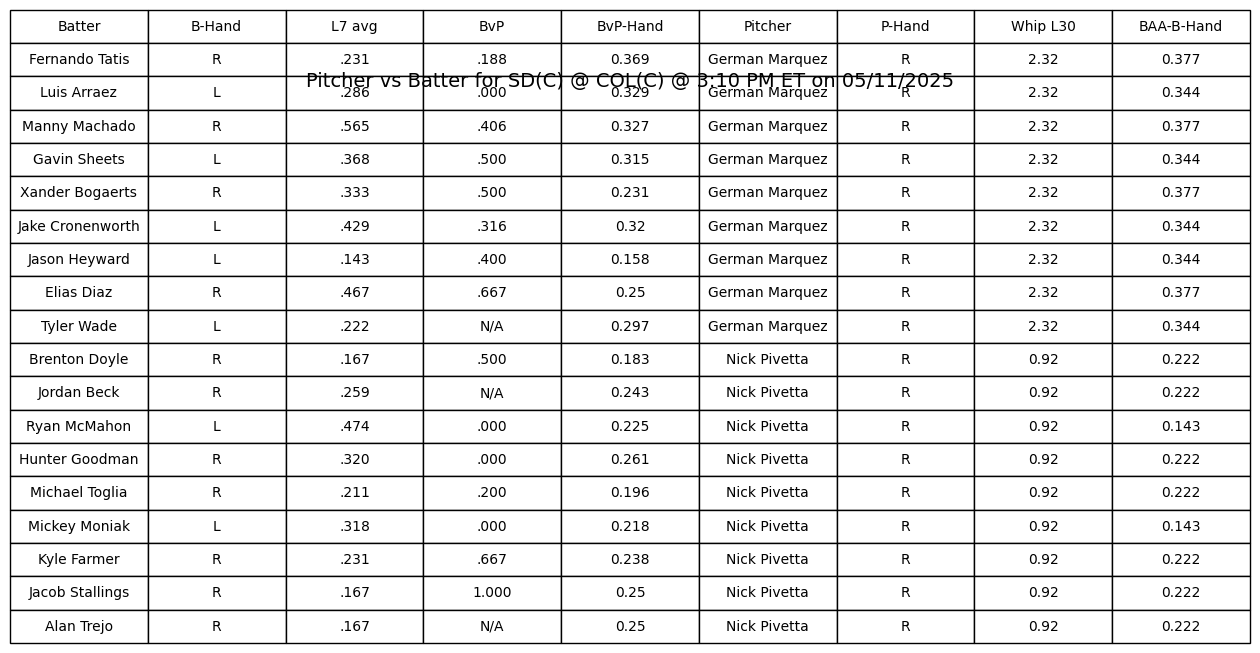 Batter B-Hand L7 avg BvP BvP-Hand Pitcher P-Hand Whip L30 BAA-B-Hand
Fernando Tatis R .231 .188 0.369 German Marquez R 2.32 0.377
Pitcher vs Batter for SD(C) @ COL(C) @ 3:10 PM ET on 05/11/2025
Luis Arraez L .286 .000 0.329 German Marquez R 2.32 0.344
Manny Machado R .565 .406 0.327 German Marquez R 2.32 0.377
Gavin Sheets L .368 .500 0.315 German Marquez R 2.32 0.344
Xander Bogaerts R .333 .500 0.231 German Marquez R 2.32 0.377
Jake Cronenworth L .429 .316 0.32 German Marquez R 2.32 0.344
Jason Heyward L .143 .400 0.158 German Marquez R 2.32 0.344
Elias Diaz R .467 .667 0.25 German Marquez R 2.32 0.377
Tyler Wade L .222 N/A 0.297 German Marquez R 2.32 0.344
Brenton Doyle R .167 .500 0.183 Nick Pivetta R 0.92 0.222
Jordan Beck R .259 N/A 0.243 Nick Pivetta R 0.92 0.222
Ryan McMahon L .474 .000 0.225 Nick Pivetta R 0.92 0.143
Hunter Goodman R .320 .000 0.261 Nick Pivetta R 0.92 0.222
Michael Toglia R .211 .200 0.196 Nick Pivetta R 0.92 0.222
Mickey Moniak L .318 .000 0.218 Nick Pivetta R 0.92 0.143
Kyle Farmer R .231 .667 0.238 Nick Pivetta R 0.92 0.222
Jacob Stallings R .167 1.000 0.25 Nick Pivetta R 0.92 0.222
Alan Trejo R .167 N/A 0.25 Nick Pivetta R 0.92 0.222